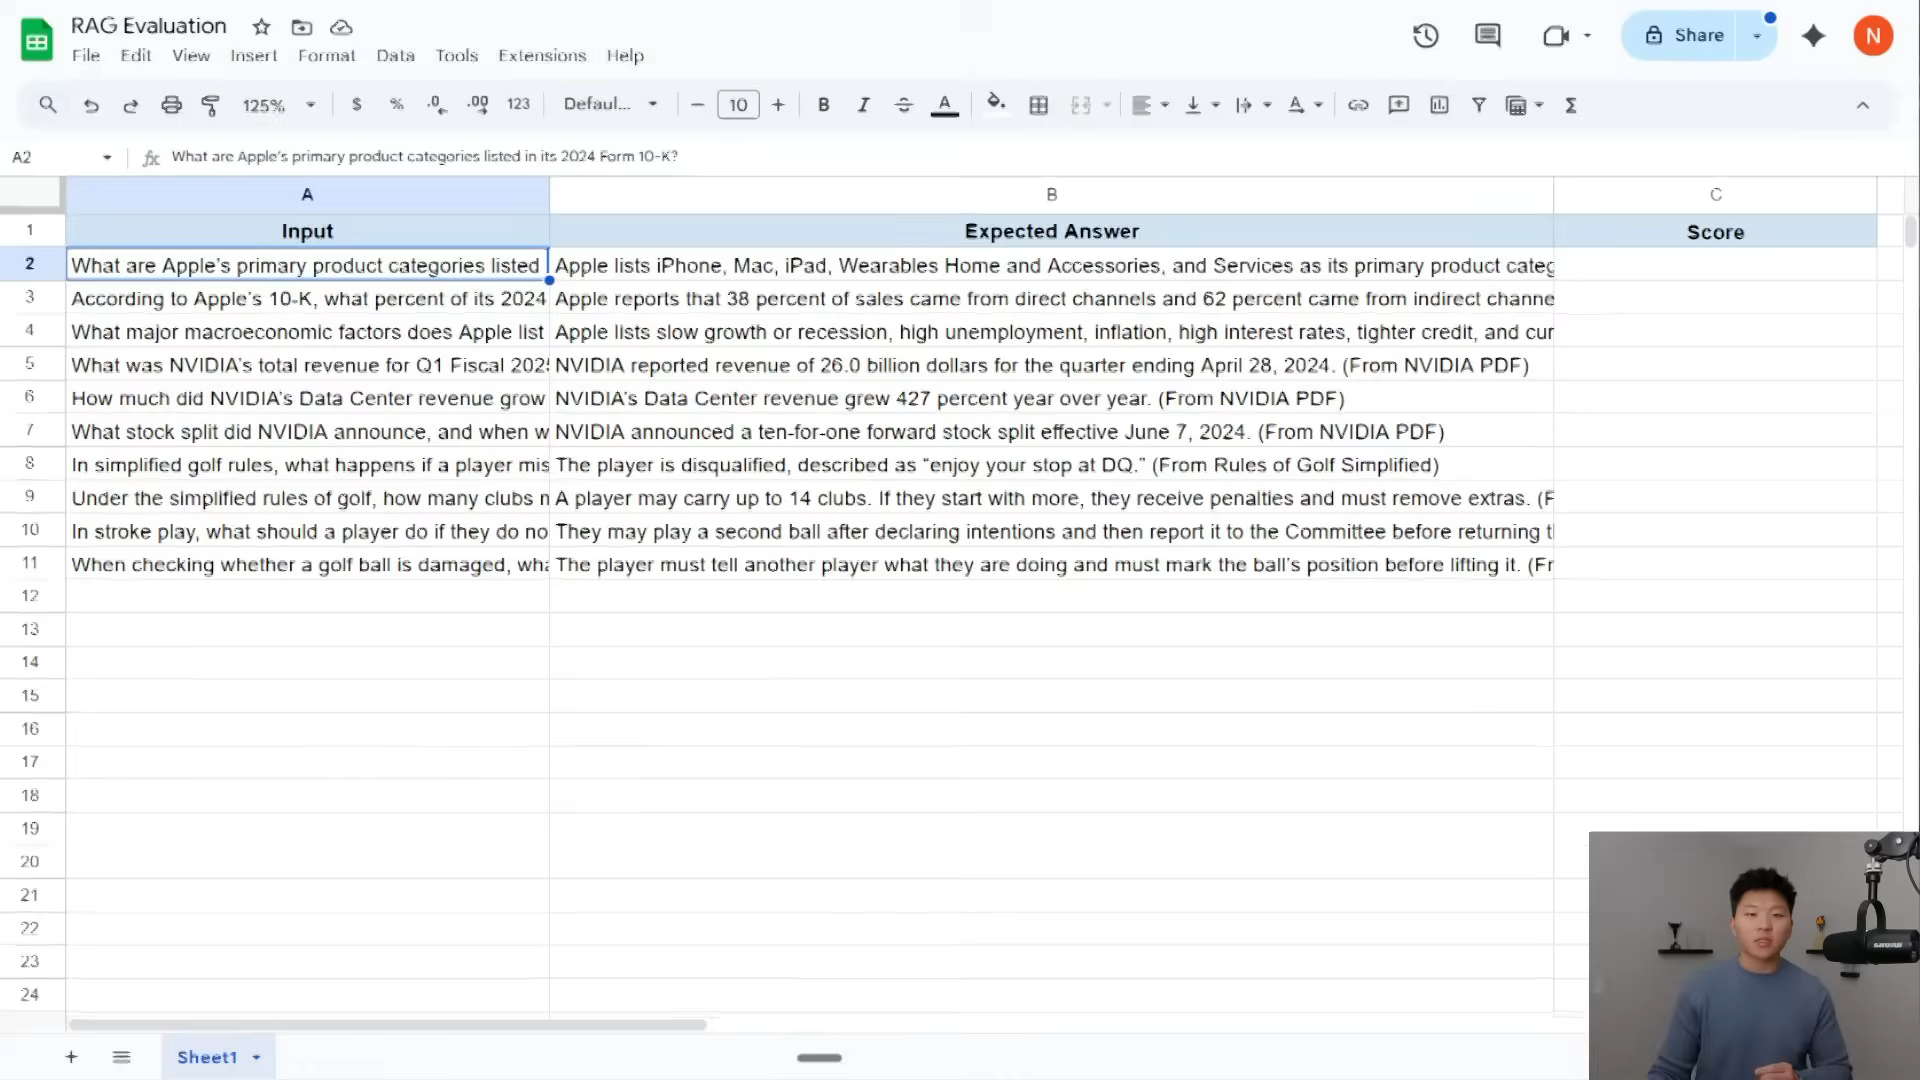 RAG Evaluation
File Edit View Insert Format Data Tools Extensions Help
Share
N
125% $ % .0 .00 123 Defaul... − 10 + B I S A Σ
A2 fx What are Apple's primary product categories listed in its 2024 Form 10-K?
A B C
1 Input Expected Answer Score
2 What are Apple's primary product categories listed Apple lists iPhone, Mac, iPad, Wearables Home and Accessories, and Services as its primary product categ
3 According to Apple's 10-K, what percent of its 2024 Apple reports that 38 percent of sales came from direct channels and 62 percent came from indirect channe
4 What major macroeconomic factors does Apple list Apple lists slow growth or recession, high unemployment, inflation, high interest rates, tighter credit, and cur
5 What was NVIDIA's total revenue for Q1 Fiscal 2025 NVIDIA reported revenue of 26.0 billion dollars for the quarter ending April 28, 2024. (From NVIDIA PDF)
6 How much did NVIDIA's Data Center revenue grow NVIDIA's Data Center revenue grew 427 percent year over year. (From NVIDIA PDF)
7 What stock split did NVIDIA announce, and when w NVIDIA announced a ten-for-one forward stock split effective June 7, 2024. (From NVIDIA PDF)
8 In simplified golf rules, what happens if a player mis The player is disqualified, described as “enjoy your stop at DQ.” (From Rules of Golf Simplified)
9 Under the simplified rules of golf, how many clubs m A player may carry up to 14 clubs. If they start with more, they receive penalties and must remove extras. (F
10 In stroke play, what should a player do if they do no They may play a second ball after declaring intentions and then report it to the Committee before returning t
11 When checking whether a golf ball is damaged, wha The player must tell another player what they are doing and must mark the ball's position before lifting it. (Fr
12
13
14
15
16
17
18
19
20
21
22
23
24
SHURE
+ Sheet1